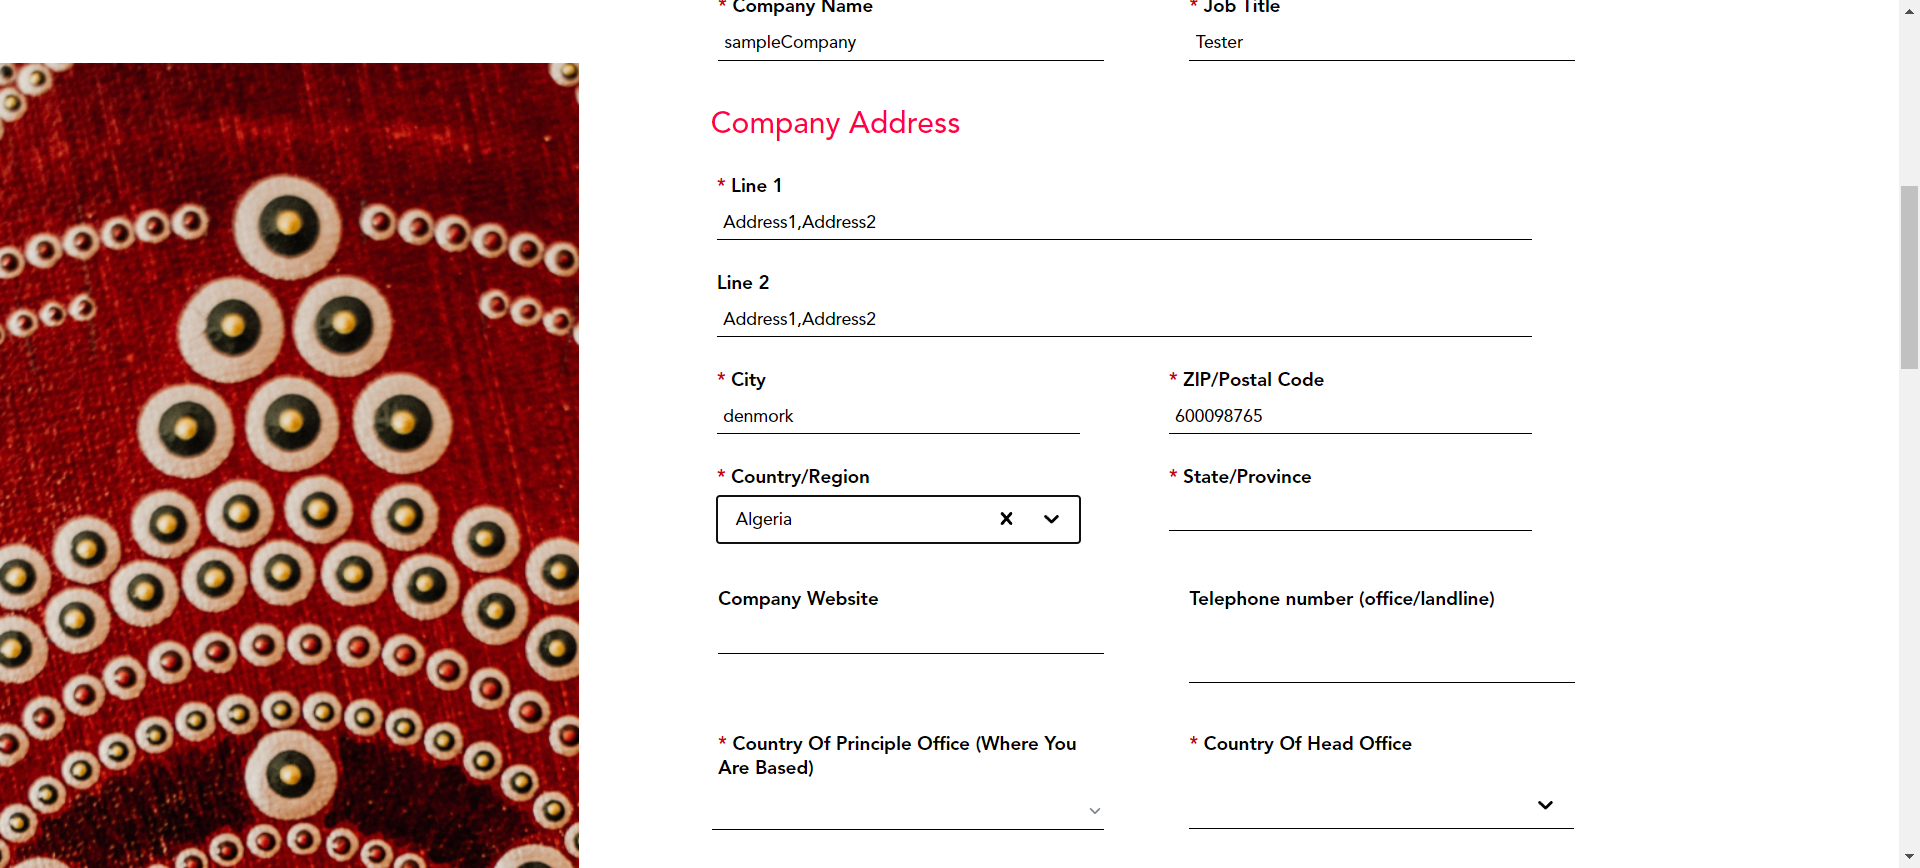 * Company Name
* Job Title
sampleCompany
Tester
Company Address
* Line 1
Address1,Address2
Line 2
Address1,Address2
* City
* ZIP/Postal Code
denmork
600098765
* Country/Region
* State/Province
Algeria
Company Website
Telephone number (office/landline)
* Country Of Principle Office (Where You
Are Based)
* Country Of Head Office